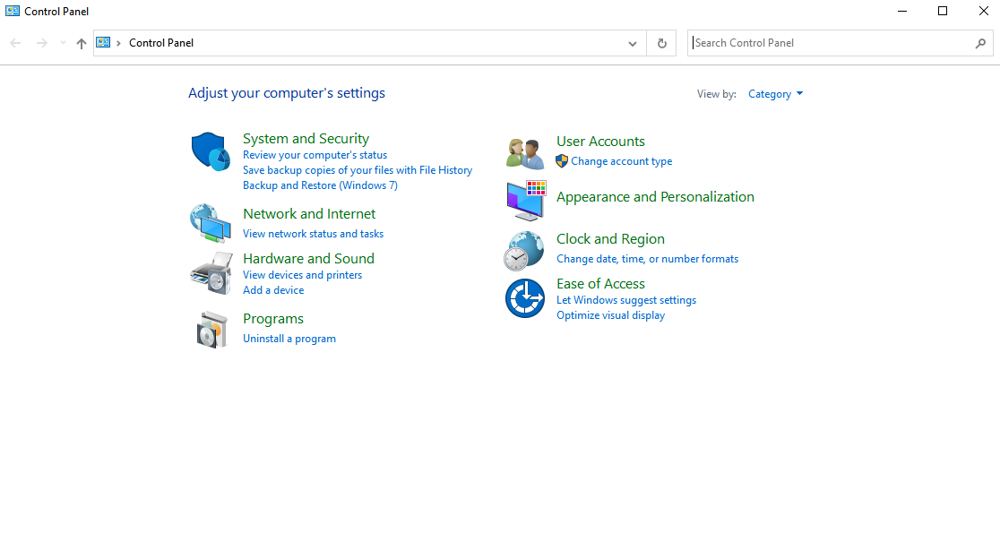 Control Panel
Control Panel
Search Control Panel
Adjust your computer's settings
View by:
Category
System and Security
Review your computer's status
Save backup copies of your files with File History
Backup and Restore (Windows 7)
Network and Internet
View network status and tasks
Hardware and Sound
View devices and printers
Add a device
Programs
Uninstall a program
User Accounts
Change account type
Appearance and Personalization
Clock and Region
Change date, time, or number formats
Ease of Access
Let Windows suggest settings
Optimize visual display